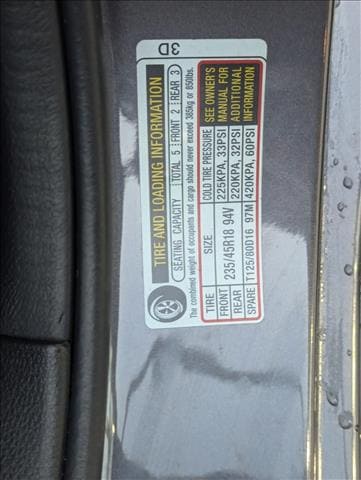 3D
TIRE AND LOADING INFORMATION
SEATING CAPACITY TOTAL 5 FRONT 2 REAR 3
The combined weight of occupants and cargo should never exceed 385kg or 850lbs.
TIRE SIZE COLD TIRE PRESSURE
FRONT 235/45R18 94V 225KPA, 33PSI
REAR 220KPA, 32PSI
SPARE T125/80D16 97M 420KPA, 60PSI
SEE OWNER'S
MANUAL FOR
ADDITIONAL
INFORMATION